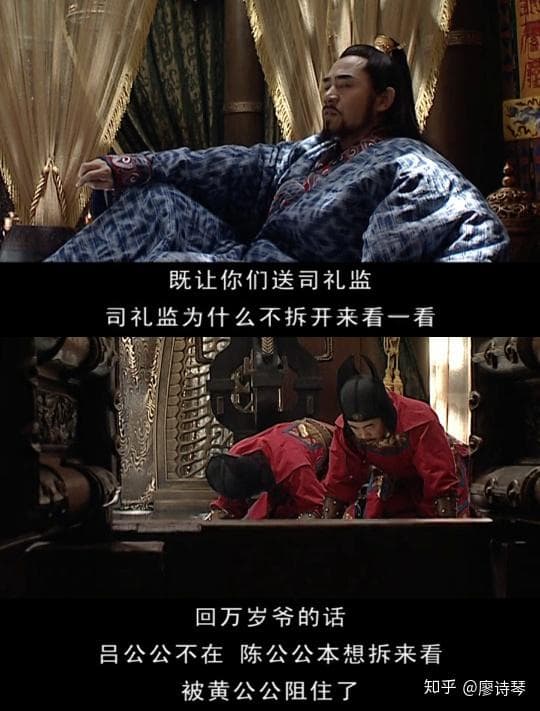 既让你们送司礼监
司礼监为什么不拆开来看一看
回万岁爷的话
吕公公不在 陈公公本想拆来看
被黄公公阻住了
知乎 @廖诗琴